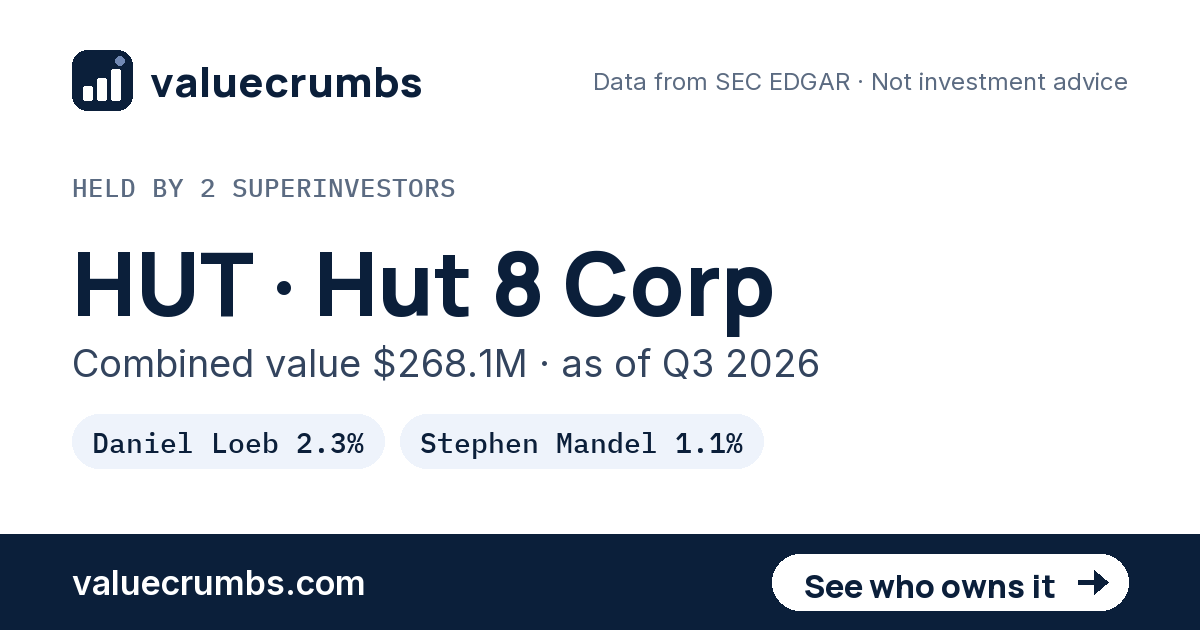 valuecrumbs
Data from SEC EDGAR · Not investment advice
HELD BY 2 SUPERINVESTORS
HUT · Hut 8 Corp
Combined value $268.1M · as of Q3 2026
Daniel Loeb 2.3%
Stephen Mandel 1.1%
valuecrumbs.com
See who owns it →